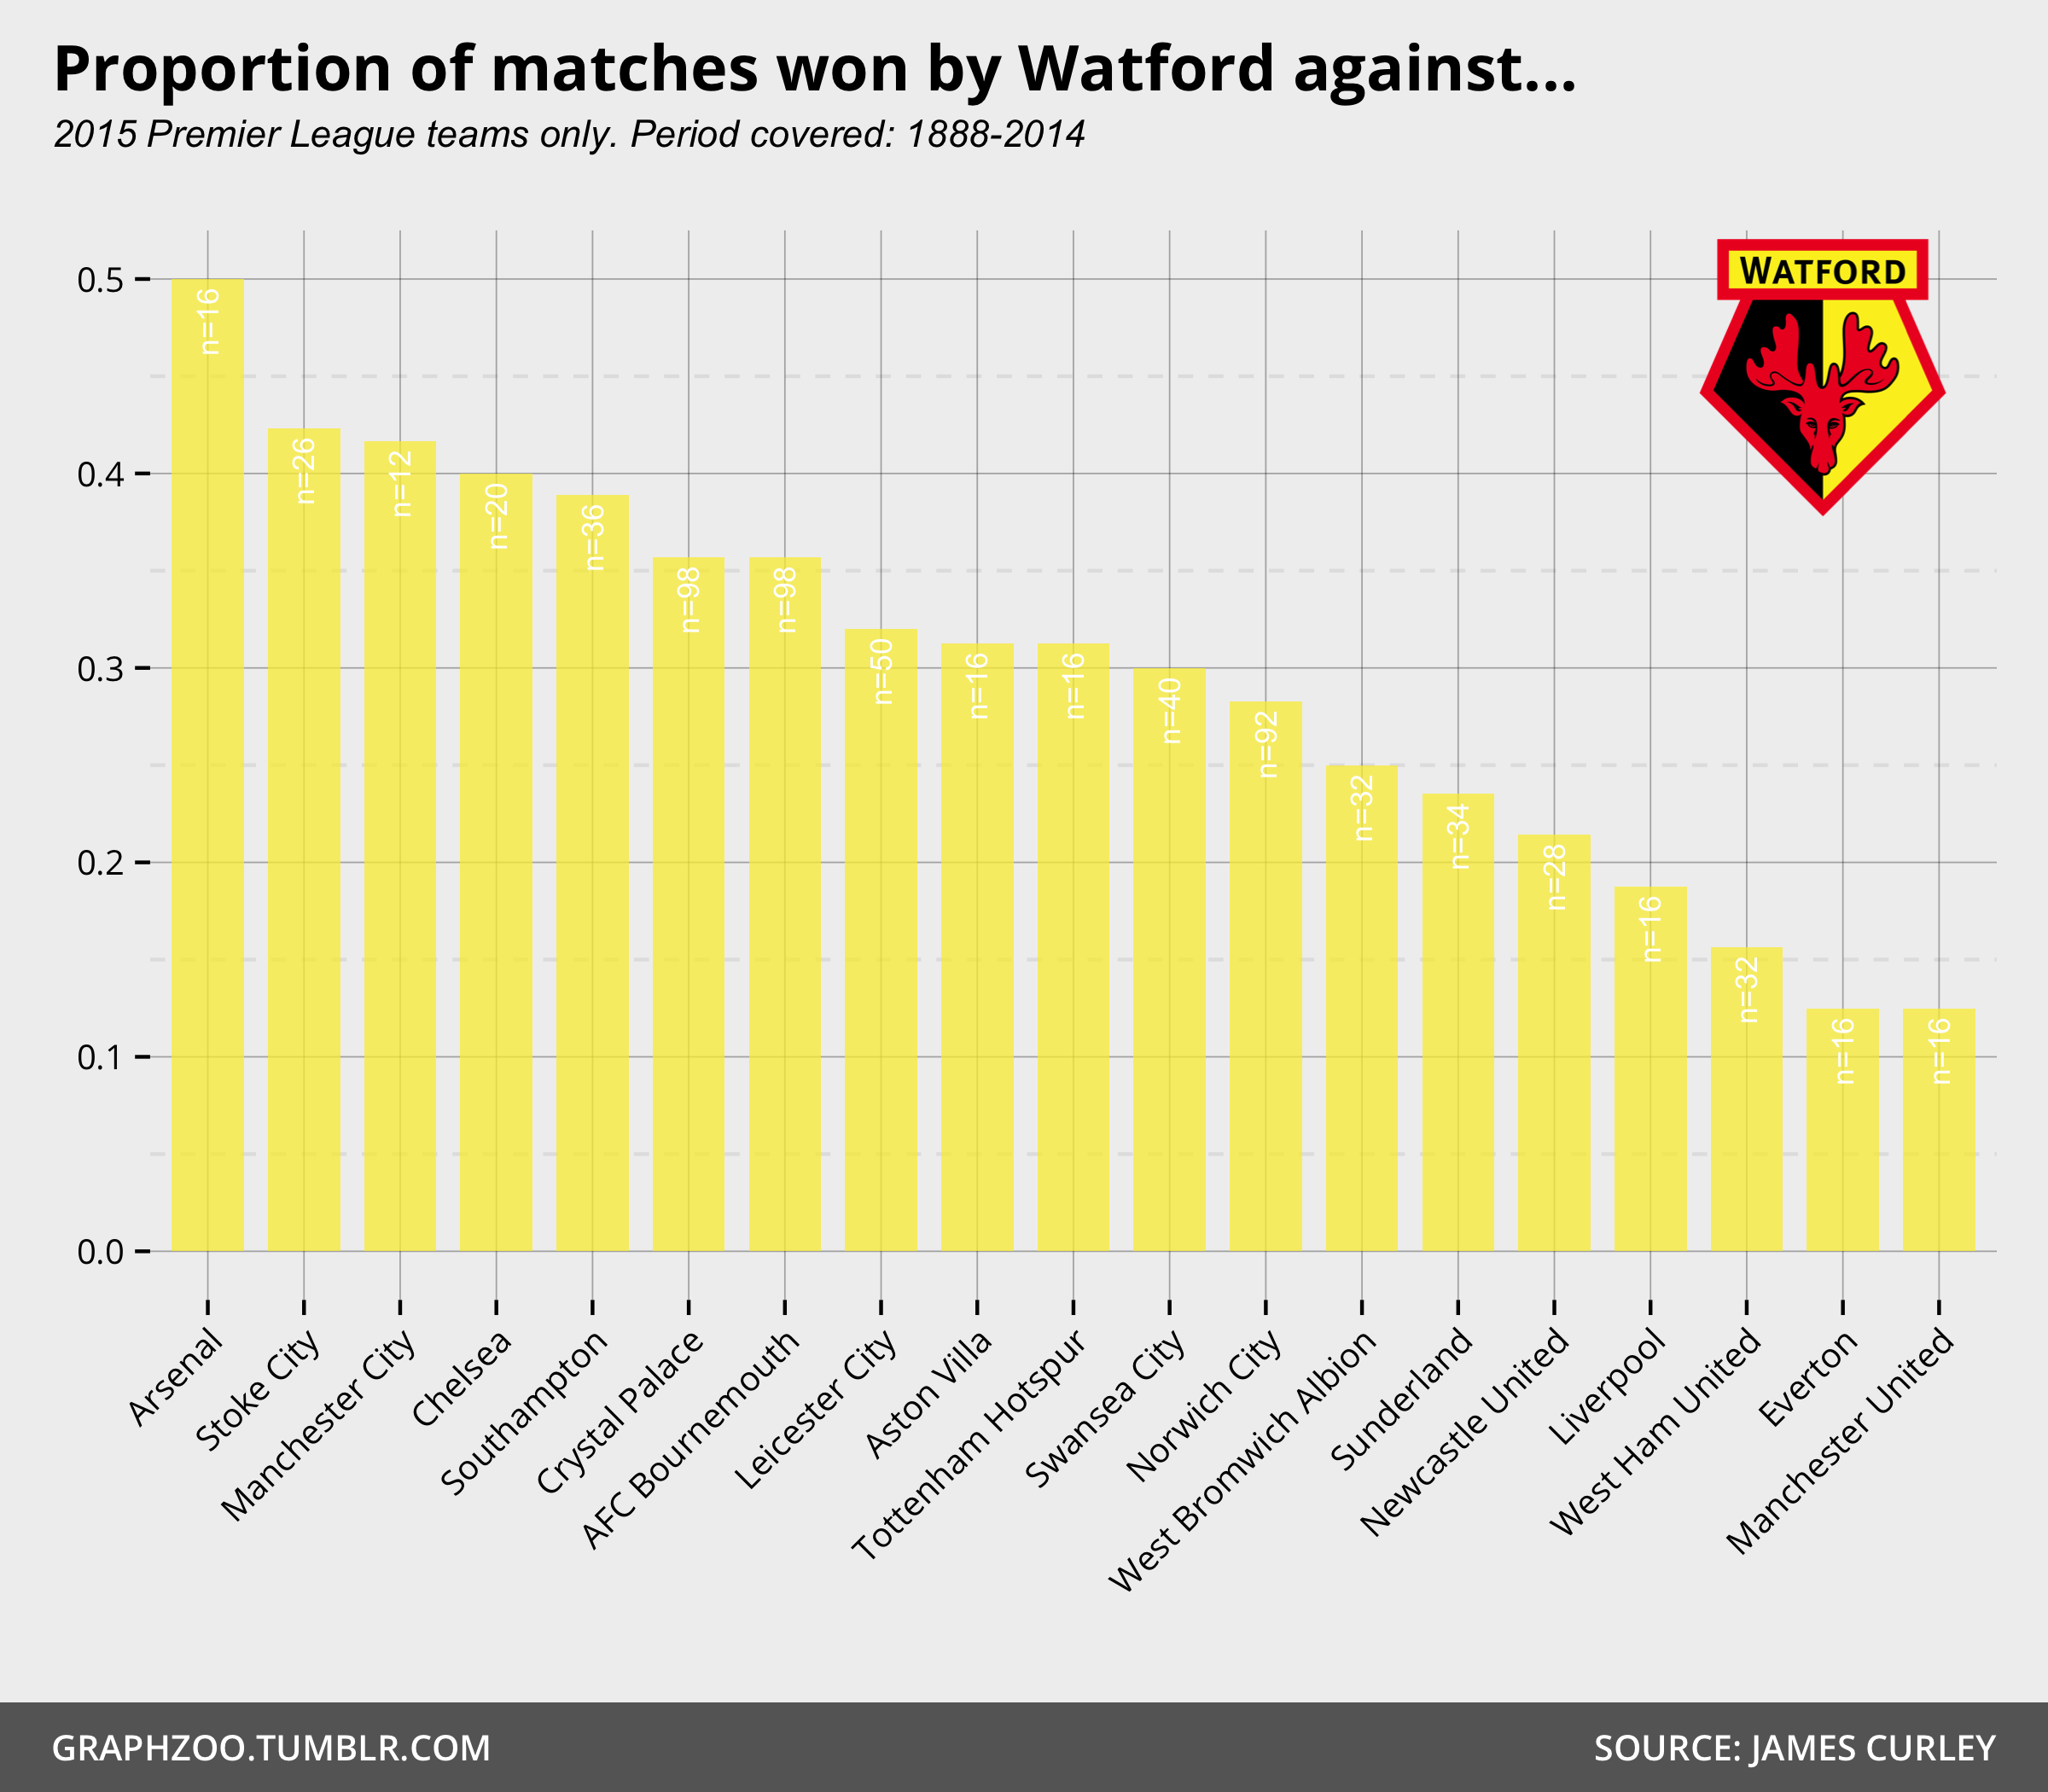 Proportion of matches won by Watford against...
2015 Premier League teams only. Period covered: 1888-2014
WATFORD
0.5
0.4
0.3
0.2
0.1
0.0
n=16
n=26
n=12
n=20
n=36
n=98
n=98
n=50
n=16
n=16
n=40
n=92
n=32
n=34
n=28
n=16
n=32
n=16
n=16
Arsenal
Stoke City
Manchester City
Chelsea
Southampton
Crystal Palace
AFC Bournemouth
Leicester City
Aston Villa
Tottenham Hotspur
Swansea City
Norwich City
West Bromwich Albion
Sunderland
Newcastle United
Liverpool
West Ham United
Everton
Manchester United
GRAPHZOO.TUMBLR.COM
SOURCE: JAMES CURLEY